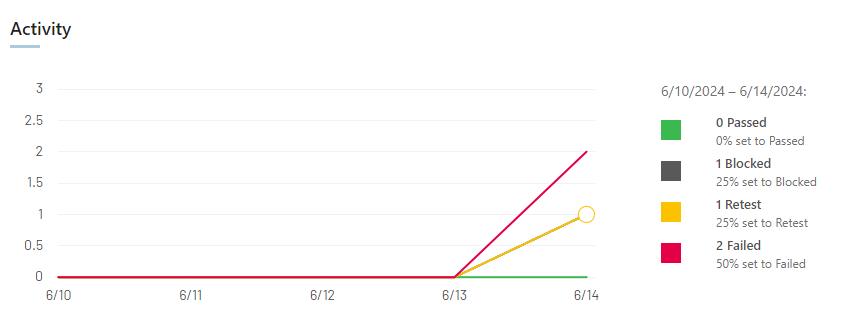 Activity
3
2.5
2
1.5
1
0.5
0
6/10
6/11
6/12
6/13
6/14
6/10/2024 – 6/14/2024:
0 Passed
0% set to Passed
1 Blocked
25% set to Blocked
1 Retest
25% set to Retest
2 Failed
50% set to Failed